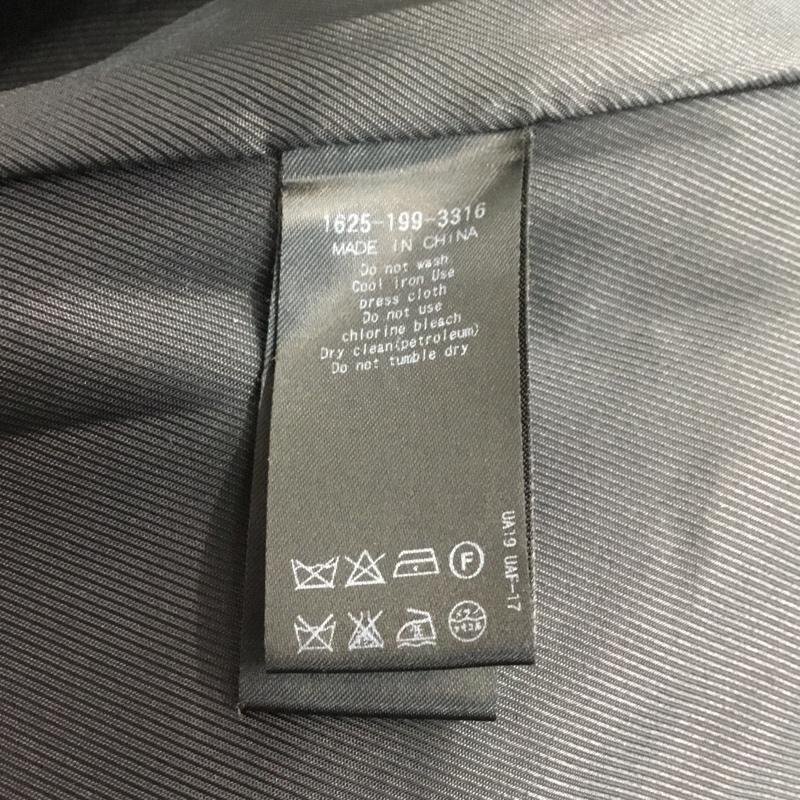 1625-199-3316
MADE IN CHINA
Do not wash
Cool iron Use
press cloth
Do not use
chlorine bleach
Dry clean(petroleum)
Do not tumble dry
F
UA19 UAF-17